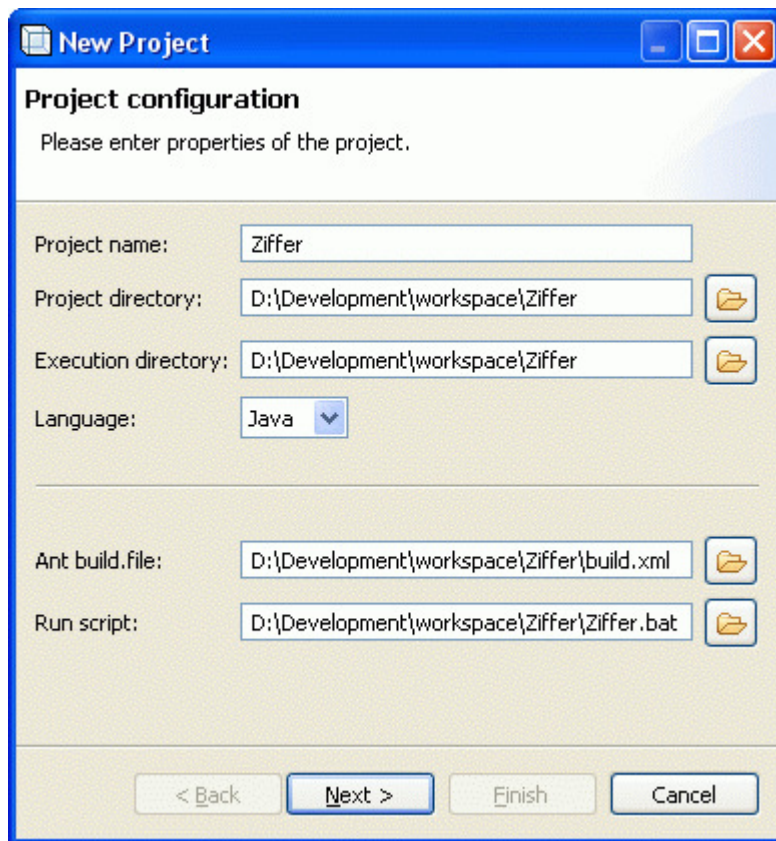 New Project
Project configuration
Please enter properties of the project.
Project name: Ziffer
Project directory: D:\Development\workspace\Ziffer
Execution directory: D:\Development\workspace\Ziffer
Language: Java
Ant build.file: D:\Development\workspace\Ziffer\build.xml
Run script: D:\Development\workspace\Ziffer\Ziffer.bat
< Back Next > Finish Cancel